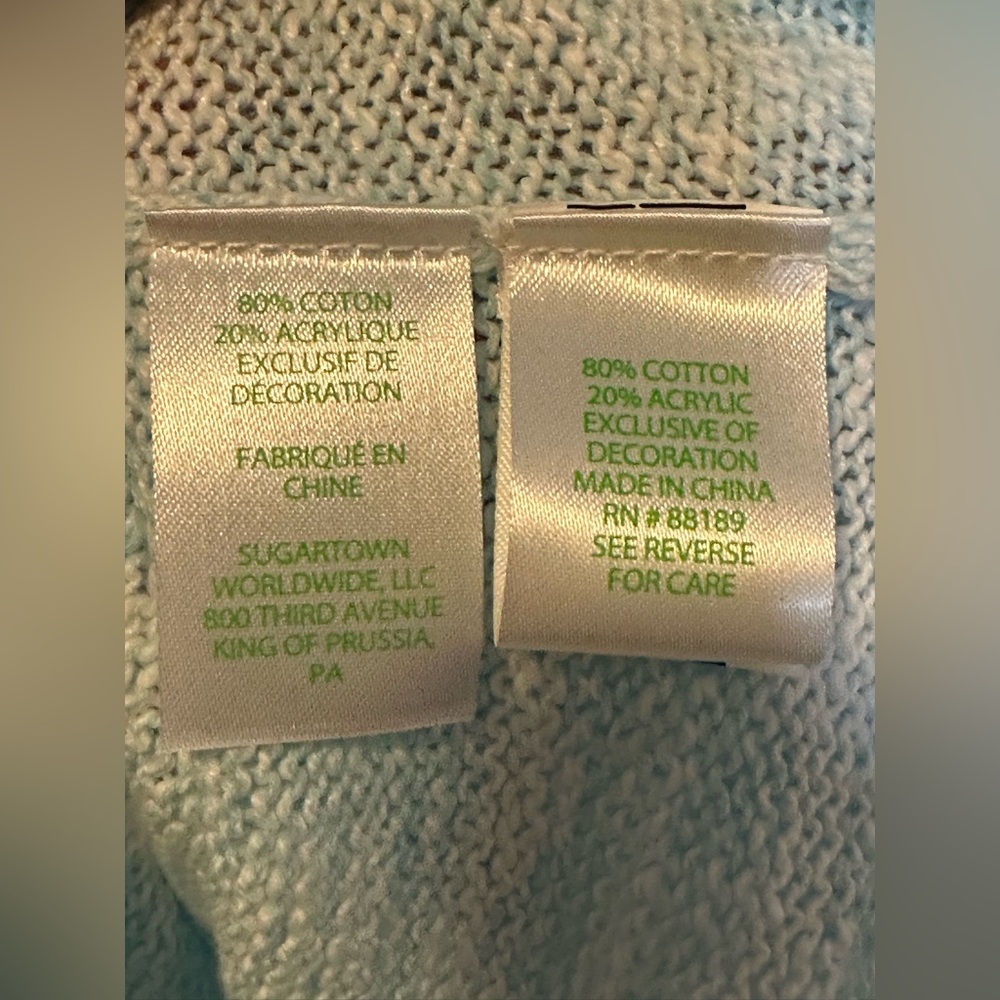 80% COTON
20% ACRYLIQUE
EXCLUSIF DE
DÉCORATION
FABRIQUÉ EN
CHINE
SUGARTOWN
WORLDWIDE, LLC
800 THIRD AVENUE
KING OF PRUSSIA,
PA
80% COTTON
20% ACRYLIC
EXCLUSIVE OF
DECORATION
MADE IN CHINA
RN # 88189
SEE REVERSE
FOR CARE